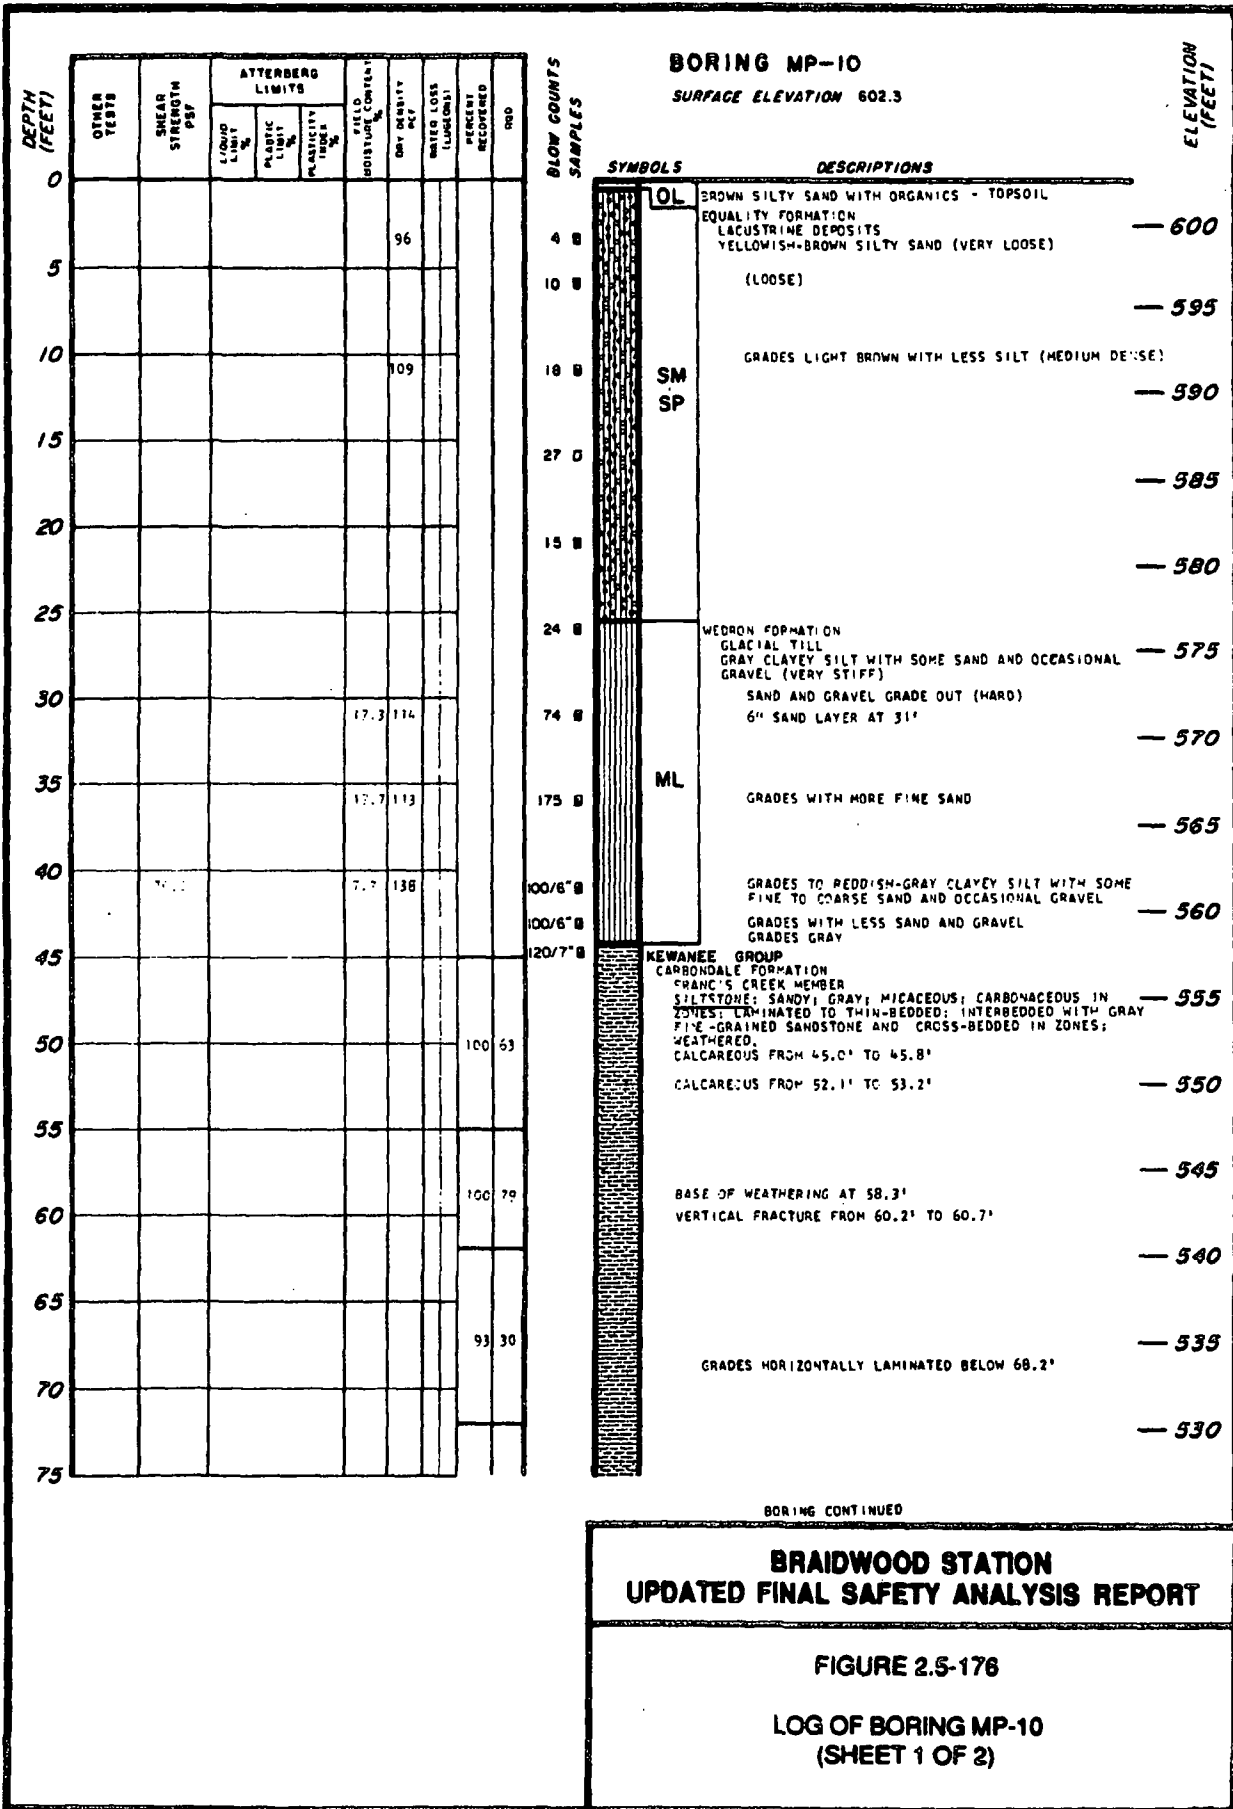 BORING MP-10
SURFACE ELEVATION 602.3
DEPTH (FEET)
OTHER TESTS
SHEAR STRENGTH PSF
ATTERBERG LIMITS
LIQUID LIMIT %
PLASTIC LIMIT %
PLASTICITY INDEX %
FIELD MOISTURE CONTENT %
DRY DENSITY PCF
WATER LOSS (LUGEONS)
PERCENT RECOVERED
RQD
BLOW COUNTS
SAMPLES
SYMBOLS
DESCRIPTIONS
ELEVATION (FEET)
0
OL BROWN SILTY SAND WITH ORGANICS - TOPSOIL
EQUALITY FORMATION
600
LACUSTRINE DEPOSITS
96 4
YELLOWISH-BROWN SILTY SAND (VERY LOOSE)
5
10 (LOOSE)
595
10
GRADES LIGHT BROWN WITH LESS SILT (MEDIUM DENSE)
109 18
SM
SP
590
15
27
585
20
15
580
25
24 WEDRON FORMATION
GLACIAL TILL
575
GRAY CLAYEY SILT WITH SOME SAND AND OCCASIONAL
GRAVEL (VERY STIFF)
30
SAND AND GRAVEL GRADE OUT (HARD)
17.3 114 74 6" SAND LAYER AT 31'
570
35
ML
113 175 GRADES WITH MORE FINE SAND
565
40
138 100/6" GRADES TO REDDISH-GRAY CLAYEY SILT WITH SOME
FINE TO COARSE SAND AND OCCASIONAL GRAVEL
560
100/6" GRADES WITH LESS SAND AND GRAVEL
GRADES GRAY
45
120/7" KEWANEE GROUP
CARBONDALE FORMATION
FRANC'S CREEK MEMBER
SILTSTONE; SANDY; GRAY; MICACEOUS; CARBONACEOUS IN
555
ZONES; LAMINATED TO THIN-BEDDED; INTERBEDDED WITH GRAY
FINE-GRAINED SANDSTONE AND CROSS-BEDDED IN ZONES;
WEATHERED.
50
100 63 CALCAREOUS FROM 45.0' TO 45.8'
CALCAREOUS FROM 52.1' TO 53.2'
550
55
545
100 79 BASE OF WEATHERING AT 58.3'
60
VERTICAL FRACTURE FROM 60.2' TO 60.7'
540
65
93 30
535
GRADES HORIZONTALLY LAMINATED BELOW 68.2'
70
530
75
BORING CONTINUED
BRAIDWOOD STATION
UPDATED FINAL SAFETY ANALYSIS REPORT
FIGURE 2.5-176
LOG OF BORING MP-10
(SHEET 1 OF 2)